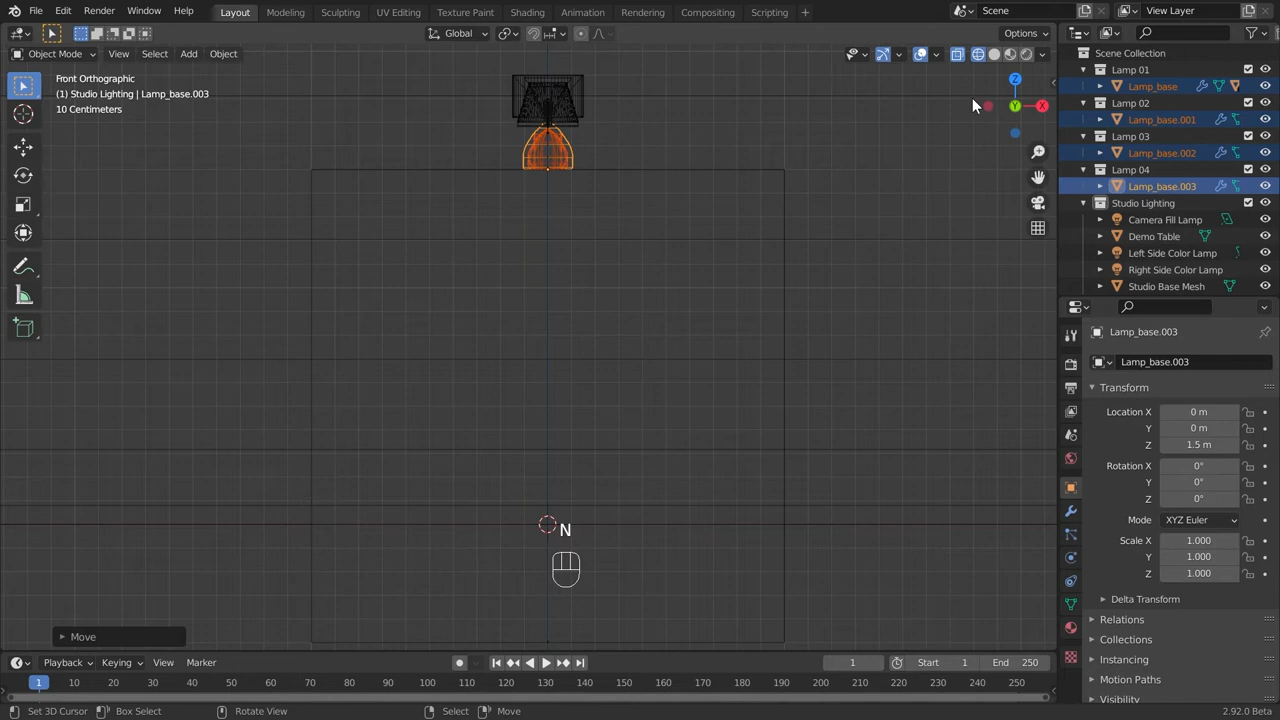 File Edit Render Window Help Layout Modeling Sculpting UV Editing Texture Paint Shading Animation Rendering Compositing Scripting + Scene View Layer
Global Options
Object Mode View Select Add Object
Front Orthographic
(1) Studio Lighting | Lamp_base.003
10 Centimeters
Z
Y
X
N
Move
Scene Collection
Lamp 01
Lamp_base
Lamp 02
Lamp_base.001
Lamp 03
Lamp_base.002
Lamp 04
Lamp_base.003
Studio Lighting
Camera Fill Lamp
Demo Table
Left Side Color Lamp
Right Side Color Lamp
Studio Base Mesh
Lamp_base.003
Lamp_base.003
Transform
Location X 0 m
Y 0 m
Z 1.5 m
Rotation X 0°
Y 0°
Z 0°
Mode XYZ Euler
Scale X 1.000
Y 1.000
Z 1.000
Delta Transform
Relations
Collections
Instancing
Motion Paths
Visibility
Playback Keying View Marker 1 Start 1 End 250
1 10 20 30 40 50 60 70 80 90 100 110 120 130 140 150 160 170 180 190 200 210 220 230 240 250
Set 3D Cursor Box Select Rotate View Select Move 2.92.0 Beta